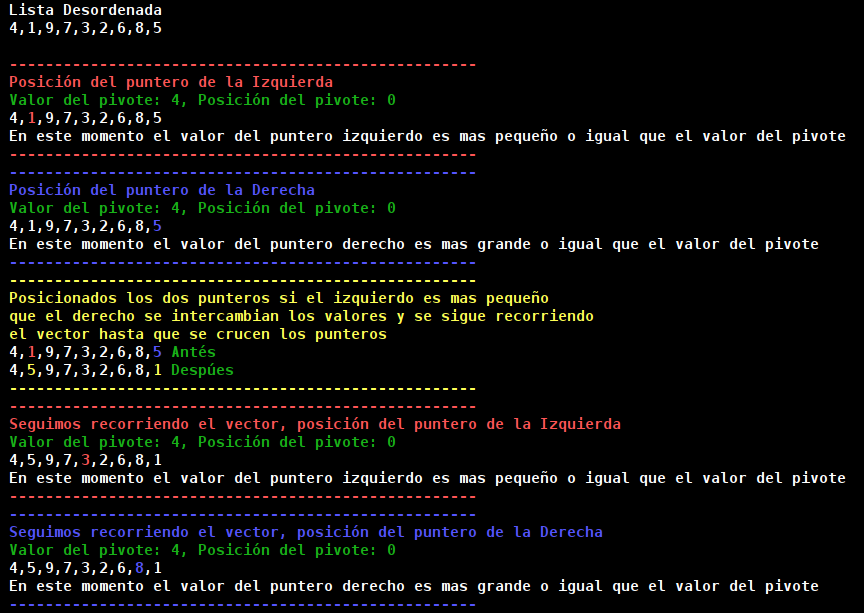 Lista Desordenada
4,1,9,7,3,2,6,8,5
----------------------------------------------------
Posición del puntero de la Izquierda
Valor del pivote: 4, Posición del pivote: 0
4,1,9,7,3,2,6,8,5
En este momento el valor del puntero izquierdo es mas pequeño o igual que el valor del pivote
----------------------------------------------------
----------------------------------------------------
Posición del puntero de la Derecha
Valor del pivote: 4, Posición del pivote: 0
4,1,9,7,3,2,6,8,5
En este momento el valor del puntero derecho es mas grande o igual que el valor del pivote
----------------------------------------------------
----------------------------------------------------
Posicionados los dos punteros si el izquierdo es mas pequeño
que el derecho se intercambian los valores y se sigue recorriendo
el vector hasta que se crucen los punteros
4,1,9,7,3,2,6,8,5 Antés
4,5,9,7,3,2,6,8,1 Despúes
----------------------------------------------------
----------------------------------------------------
Seguimos recorriendo el vector, posición del puntero de la Izquierda
Valor del pivote: 4, Posición del pivote: 0
4,5,9,7,3,2,6,8,1
En este momento el valor del puntero izquierdo es mas pequeño o igual que el valor del pivote
----------------------------------------------------
----------------------------------------------------
Seguimos recorriendo el vector, posición del puntero de la Derecha
Valor del pivote: 4, Posición del pivote: 0
4,5,9,7,3,2,6,8,1
En este momento el valor del puntero derecho es mas grande o igual que el valor del pivote
----------------------------------------------------